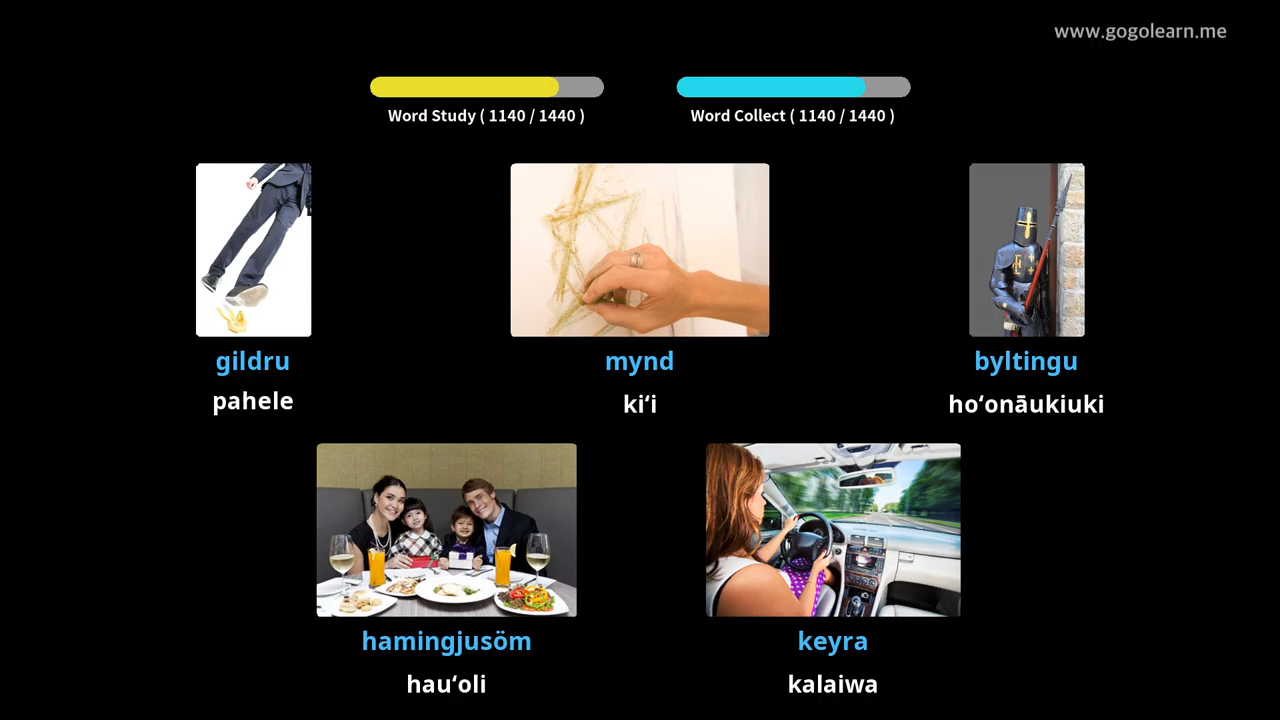 www.gogolearn.me
Word Study ( 1140 / 1440 )
Word Collect ( 1140 / 1440 )
gildru
pahele
mynd
kiʻi
byltingu
hoʻonāukiuki
hamingjusöm
hauʻoli
keyra
kalaiwa